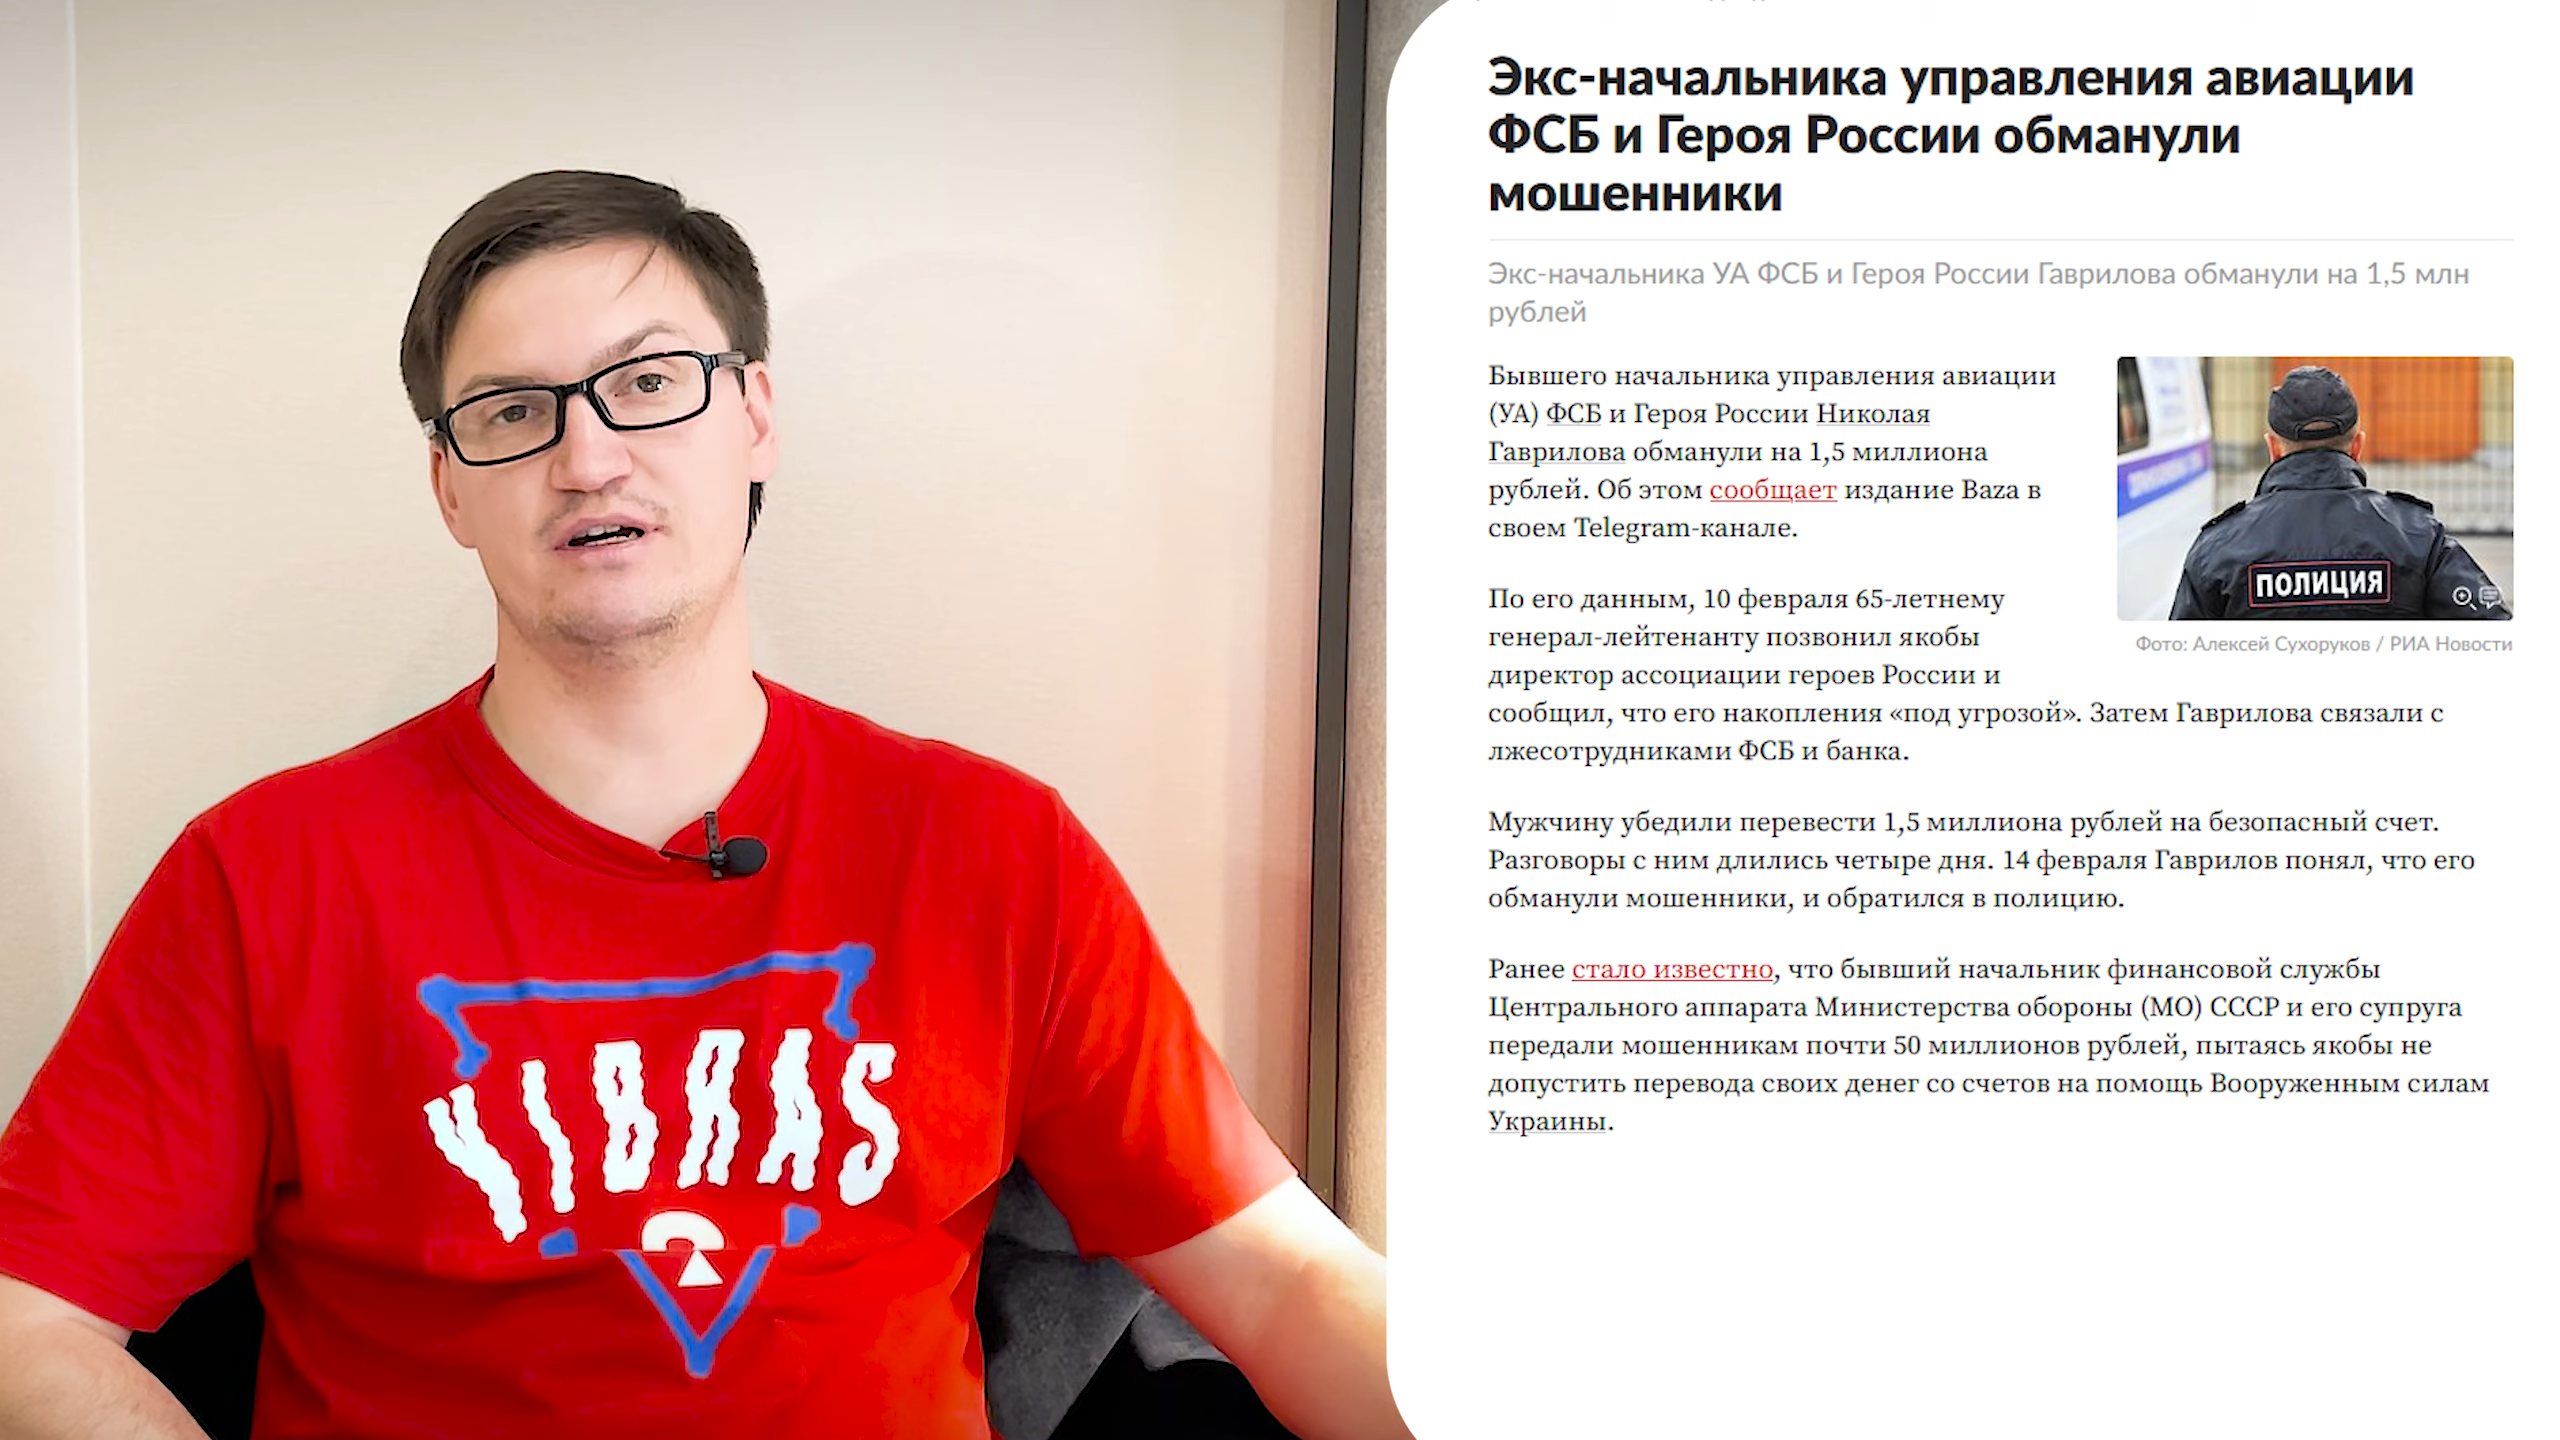 Экс-начальника управления авиации
ФСБ и Героя России обманули
мошенники
Экс-начальника УА ФСБ и Героя России Гаврилова обманули на 1,5 млн
рублей
Бывшего начальника управления авиации
(УА) ФСБ и Героя России Николая
Гаврилова обманули на 1,5 миллиона
рублей. Об этом сообщает издание Baza в
своем Telegram-канале.
ПОЛИЦИЯ
Фото: Алексей Сухоруков / РИА Новости
По его данным, 10 февраля 65-летнему
генерал-лейтенанту позвонил якобы
директор ассоциации героев России и
сообщил, что его накопления «под угрозой». Затем Гаврилова связали с
лжесотрудниками ФСБ и банка.
Мужчину убедили перевести 1,5 миллиона рублей на безопасный счет.
Разговоры с ним длились четыре дня. 14 февраля Гаврилов понял, что его
обманули мошенники, и обратился в полицию.
Ранее стало известно, что бывший начальник финансовой службы
Центрального аппарата Министерства обороны (МО) СССР и его супруга
передали мошенникам почти 50 миллионов рублей, пытаясь якобы не
допустить перевода своих денег со счетов на помощь Вооруженным силам
Украины.
VIBRAS